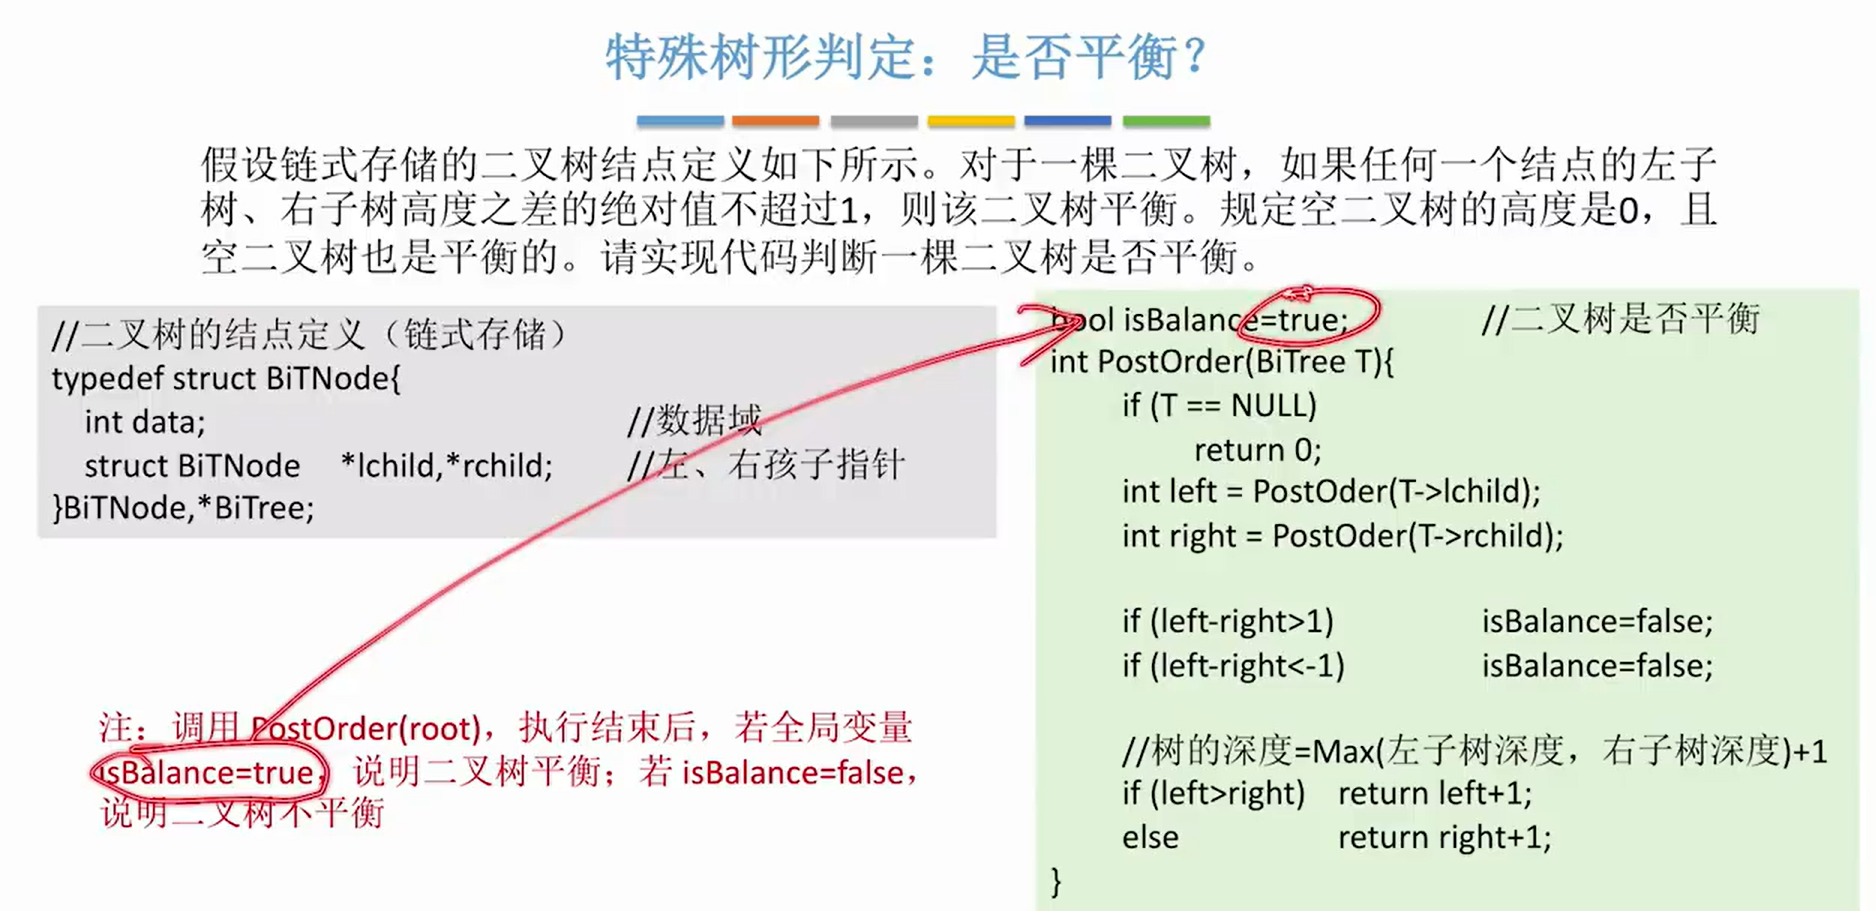 特殊树形判定：是否平衡？
假设链式存储的二叉树结点定义如下所示。对于一棵二叉树，如果任何一个结点的左子
树、右子树高度之差的绝对值不超过1，则该二叉树平衡。规定空二叉树的高度是0，且
空二叉树也是平衡的。请实现代码判断一棵二叉树是否平衡。
//二叉树的结点定义（链式存储）
typedef struct BiTNode{
int data; //数据域
struct BiTNode *lchild,*rchild; //左、右孩子指针
}BiTNode,*BiTree;
注：调用 PostOrder(root)，执行结束后，若全局变量
isBalance=true，说明二叉树平衡；若 isBalance=false，
说明二叉树不平衡
bool isBalance=true; //二叉树是否平衡
int PostOrder(BiTree T){
if (T == NULL)
return 0;
int left = PostOder(T->lchild);
int right = PostOder(T->rchild);
if (left-right>1) isBalance=false;
if (left-right<-1) isBalance=false;
//树的深度=Max(左子树深度，右子树深度)+1
if (left>right) return left+1;
else return right+1;
}